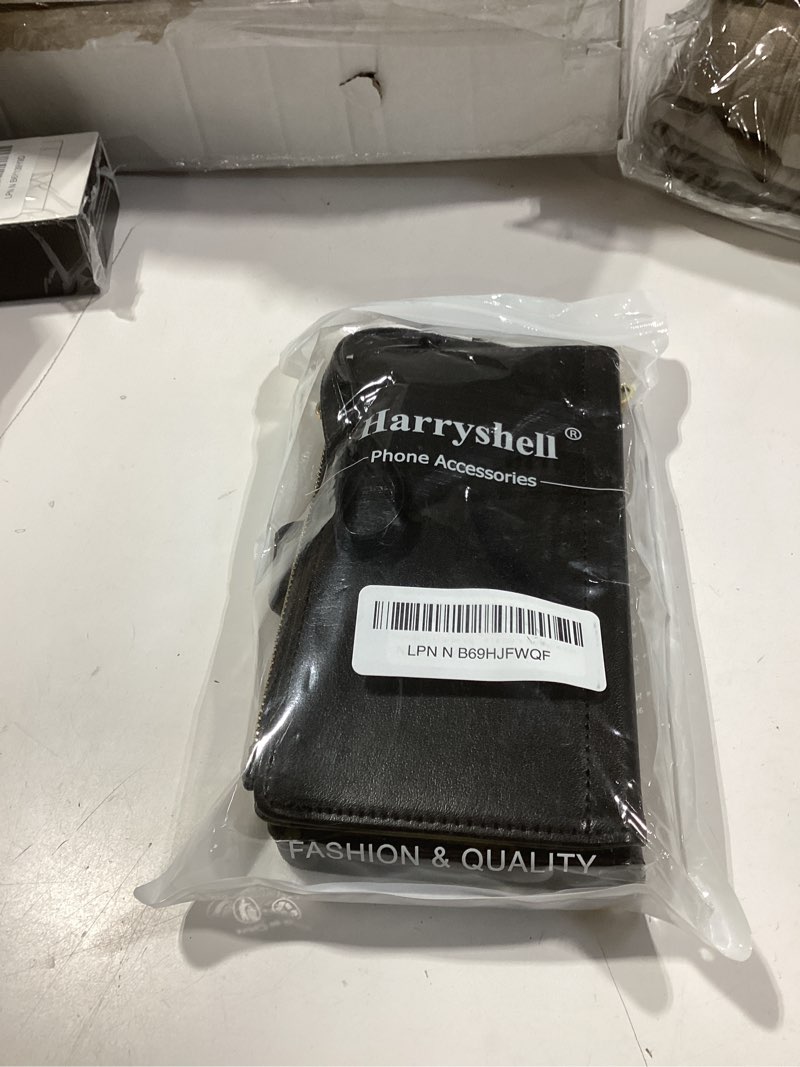 Harryshell ®
Phone Accessories
LPN N B69HJFWQF
FASHION & QUALITY